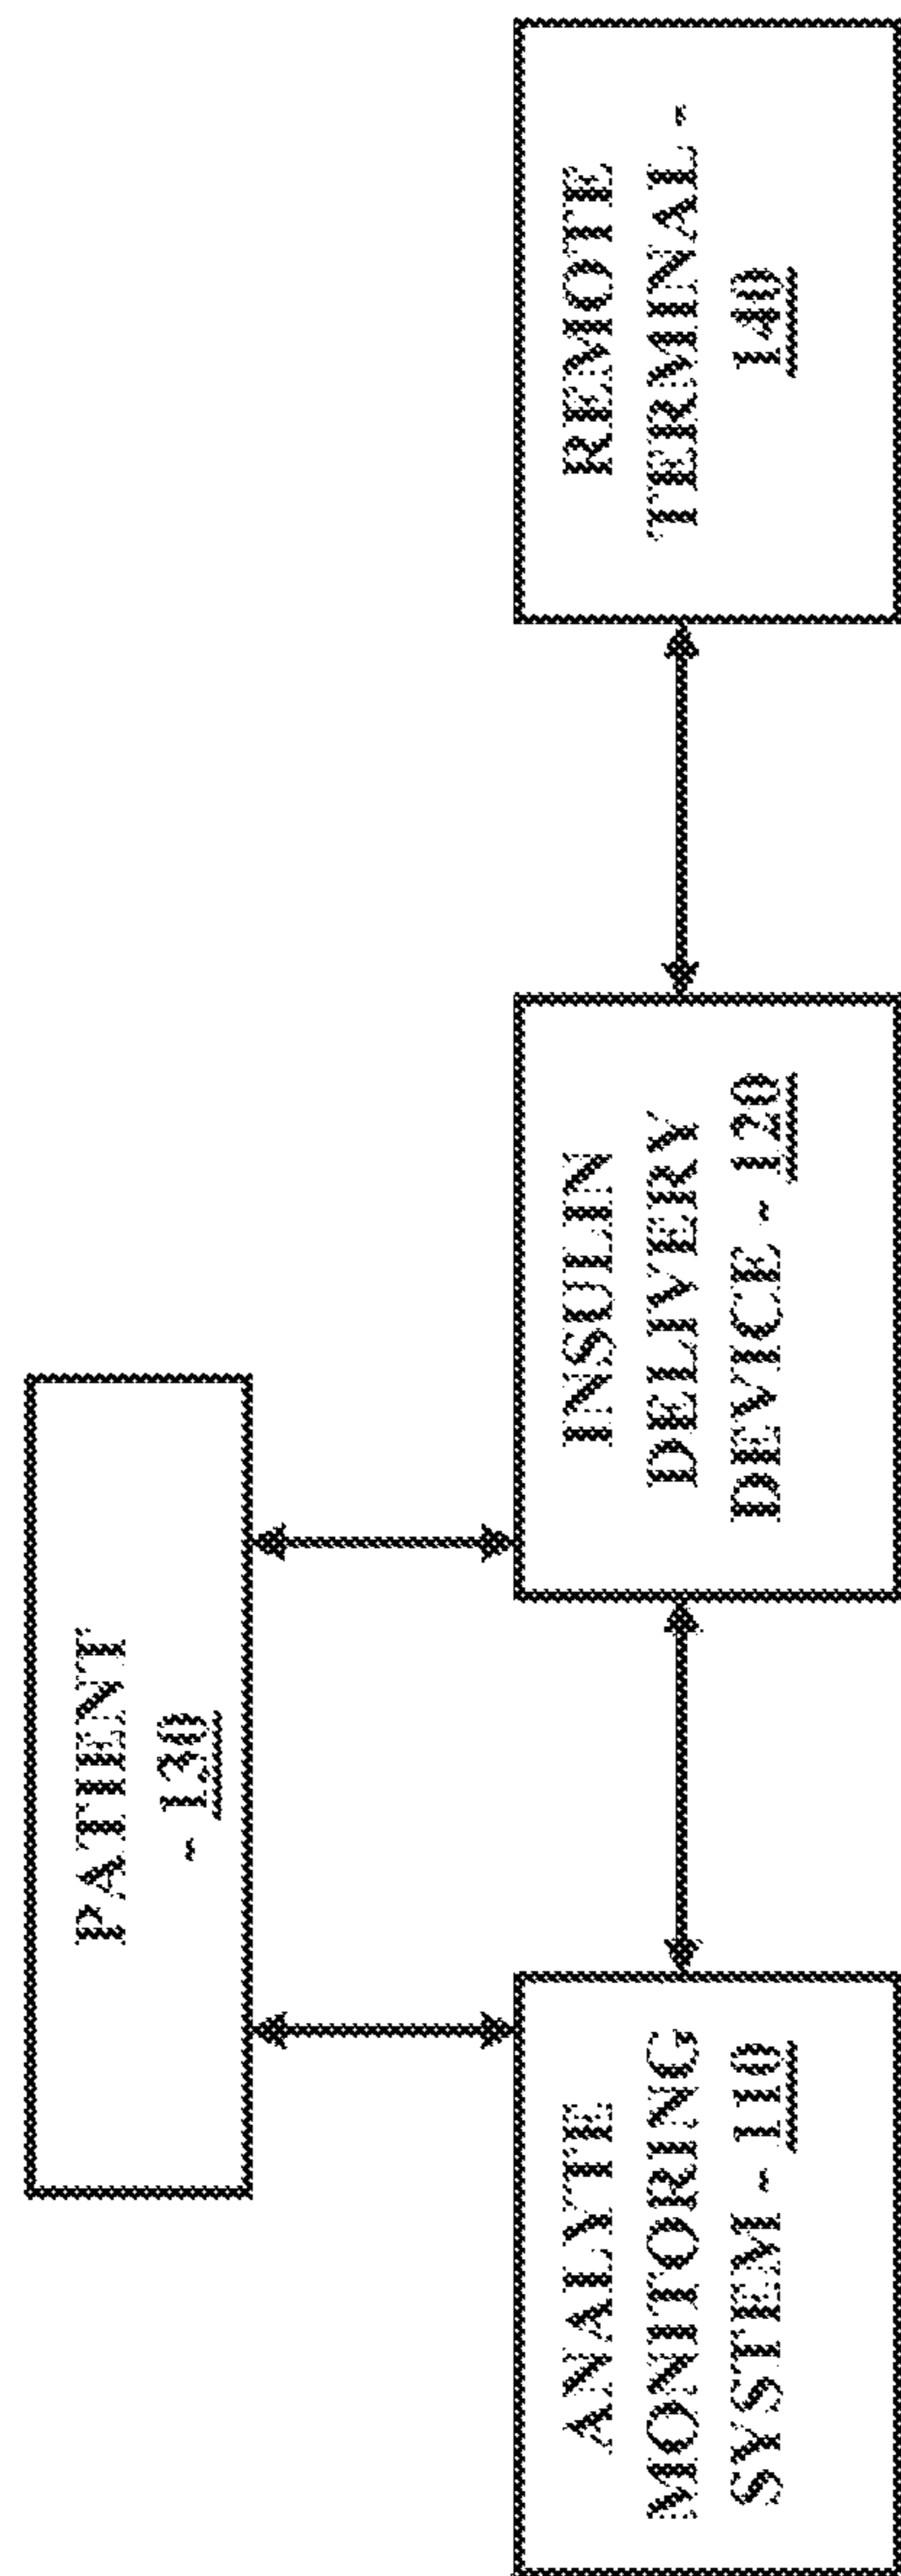 PATIENT
- 130
ANALYTE
MONITORING
SYSTEM - 110
INSULIN
DELIVERY
DEVICE - 120
REMOTE
TERMINAL -
140